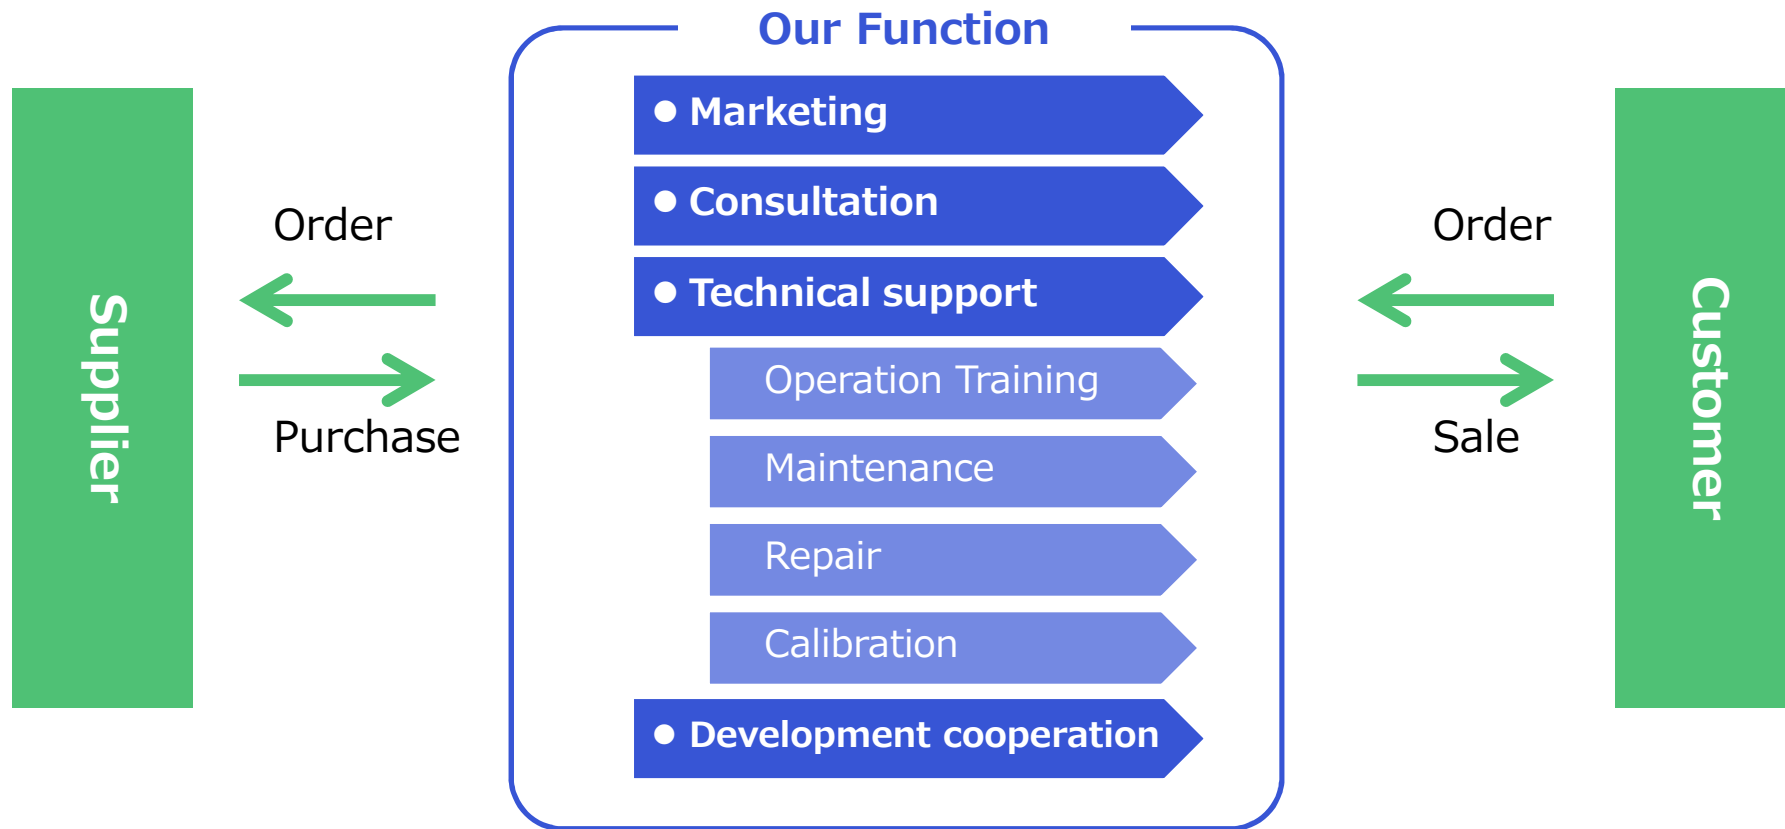 Our Function
Supplier
Order
Purchase
● Marketing
● Consultation
● Technical support
Operation Training
Maintenance
Repair
Calibration
● Development cooperation
Order
Sale
Customer